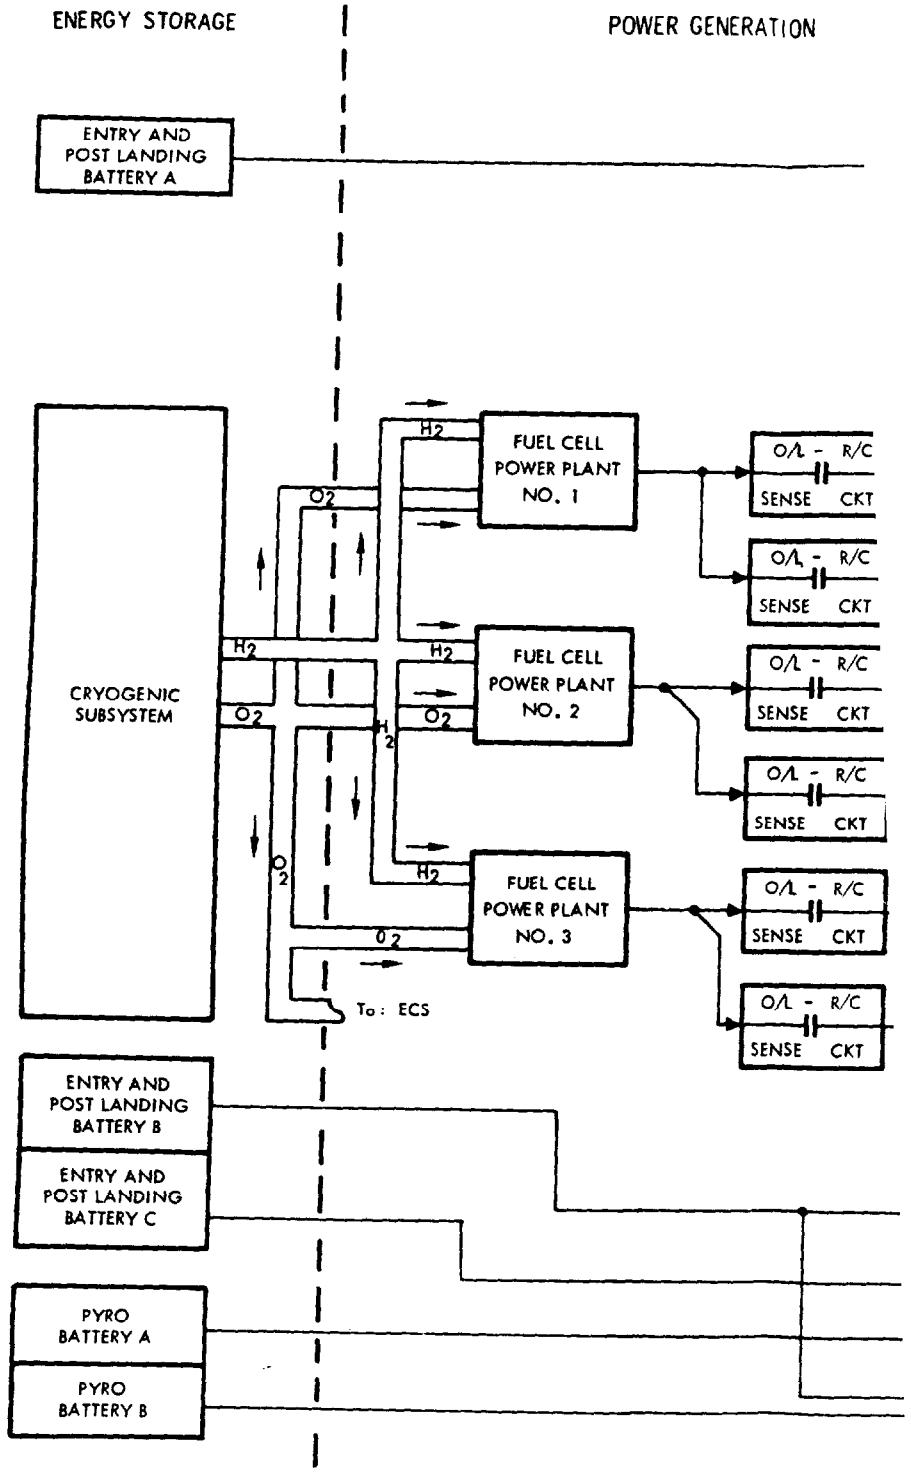 ENERGY STORAGE
POWER GENERATION
ENTRY AND
POST LANDING
BATTERY A
CRYOGENIC
SUBSYSTEM
H2
O2
O2
H2
O2
H2
H2
O2
H2
H2
O2
To: ECS
FUEL CELL
POWER PLANT
NO. 1
FUEL CELL
POWER PLANT
NO. 2
FUEL CELL
POWER PLANT
NO. 3
O/L - R/C
SENSE CKT
O/L - R/C
SENSE CKT
O/L - R/C
SENSE CKT
O/L - R/C
SENSE CKT
O/L - R/C
SENSE CKT
O/L - R/C
SENSE CKT
ENTRY AND
POST LANDING
BATTERY B
ENTRY AND
POST LANDING
BATTERY C
PYRO
BATTERY A
PYRO
BATTERY B